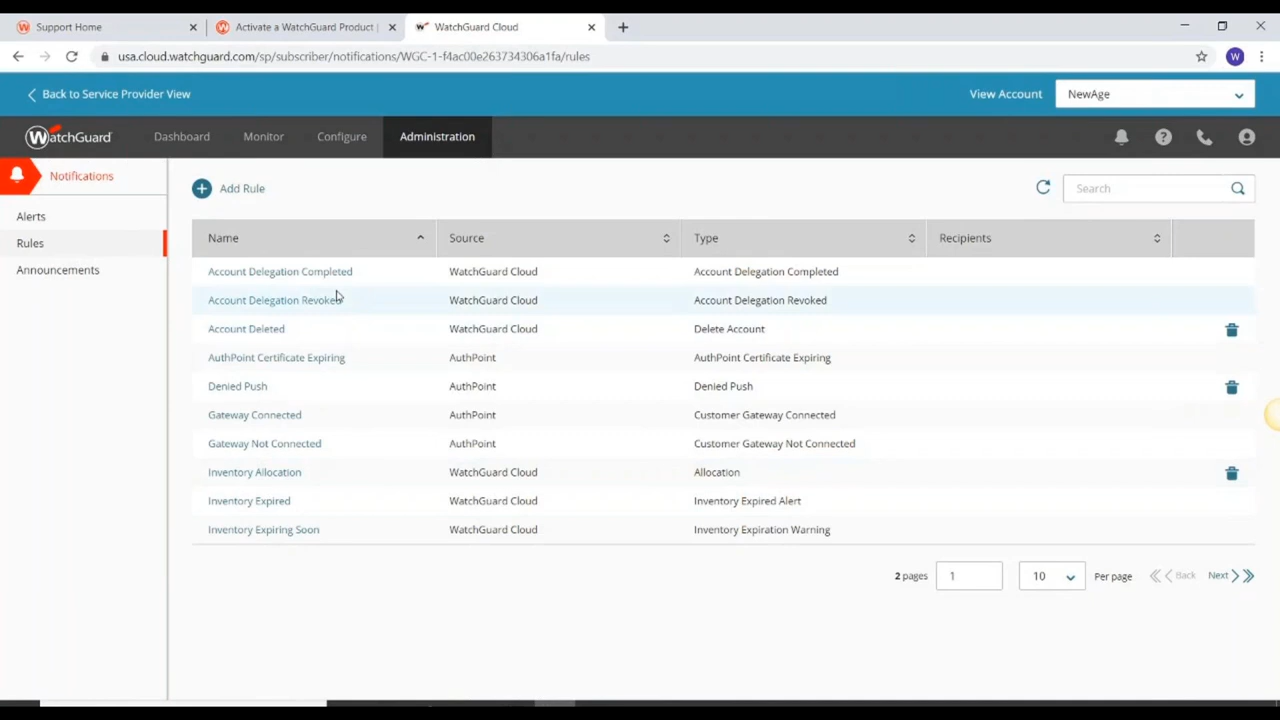 Support Home
Activate a WatchGuard Product |
WatchGuard Cloud
usa.cloud.watchguard.com/sp/subscriber/notifications/WGC-1-f4ac00e263734306a1fa/rules
W
Back to Service Provider View
View Account
NewAge
WatchGuard
Dashboard
Monitor
Configure
Administration
Notifications
Alerts
Rules
Announcements
Add Rule
Search
Name
Source
Type
Recipients
Account Delegation Completed WatchGuard Cloud Account Delegation Completed
Account Delegation Revoked WatchGuard Cloud Account Delegation Revoked
Account Deleted WatchGuard Cloud Delete Account
AuthPoint Certificate Expiring AuthPoint AuthPoint Certificate Expiring
Denied Push AuthPoint Denied Push
Gateway Connected AuthPoint Customer Gateway Connected
Gateway Not Connected AuthPoint Customer Gateway Not Connected
Inventory Allocation WatchGuard Cloud Allocation
Inventory Expired WatchGuard Cloud Inventory Expired Alert
Inventory Expiring Soon WatchGuard Cloud Inventory Expiration Warning
2 pages 1 10 Per page Back Next